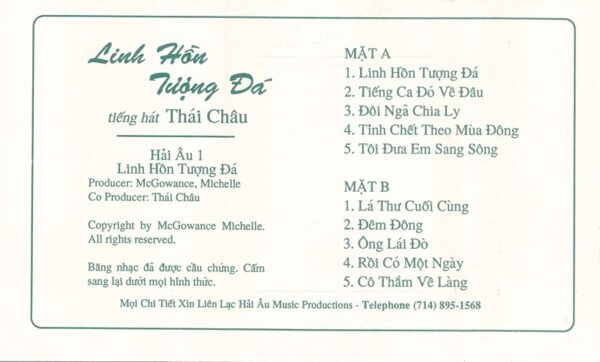 Linh Hồn
Tượng Đá
tiếng hát Thái Châu
Hải Âu 1
Linh Hồn Tượng Đá
Producer: McGowance, Michelle
Co Producer: Thái Châu
Copyright by McGowance Michelle.
All rights reserved.
Băng nhạc đã được cầu chứng. Cấm
sang lại dưới mọi hình thức.
MẶT A
1. Linh Hồn Tượng Đá
2. Tiếng Ca Đó Về Đâu
3. Đôi Ngã Chia Ly
4. Tình Chết Theo Mùa Đông
5. Tôi Đưa Em Sang Sông
MẶT B
1. Lá Thư Cuối Cùng
2. Đêm Đông
3. Ông Lái Đò
4. Rồi Có Một Ngày
5. Cô Thắm Về Làng
Mọi Chi Tiết Xin Liên Lạc Hải Âu Music Productions - Telephone (714) 895-1568